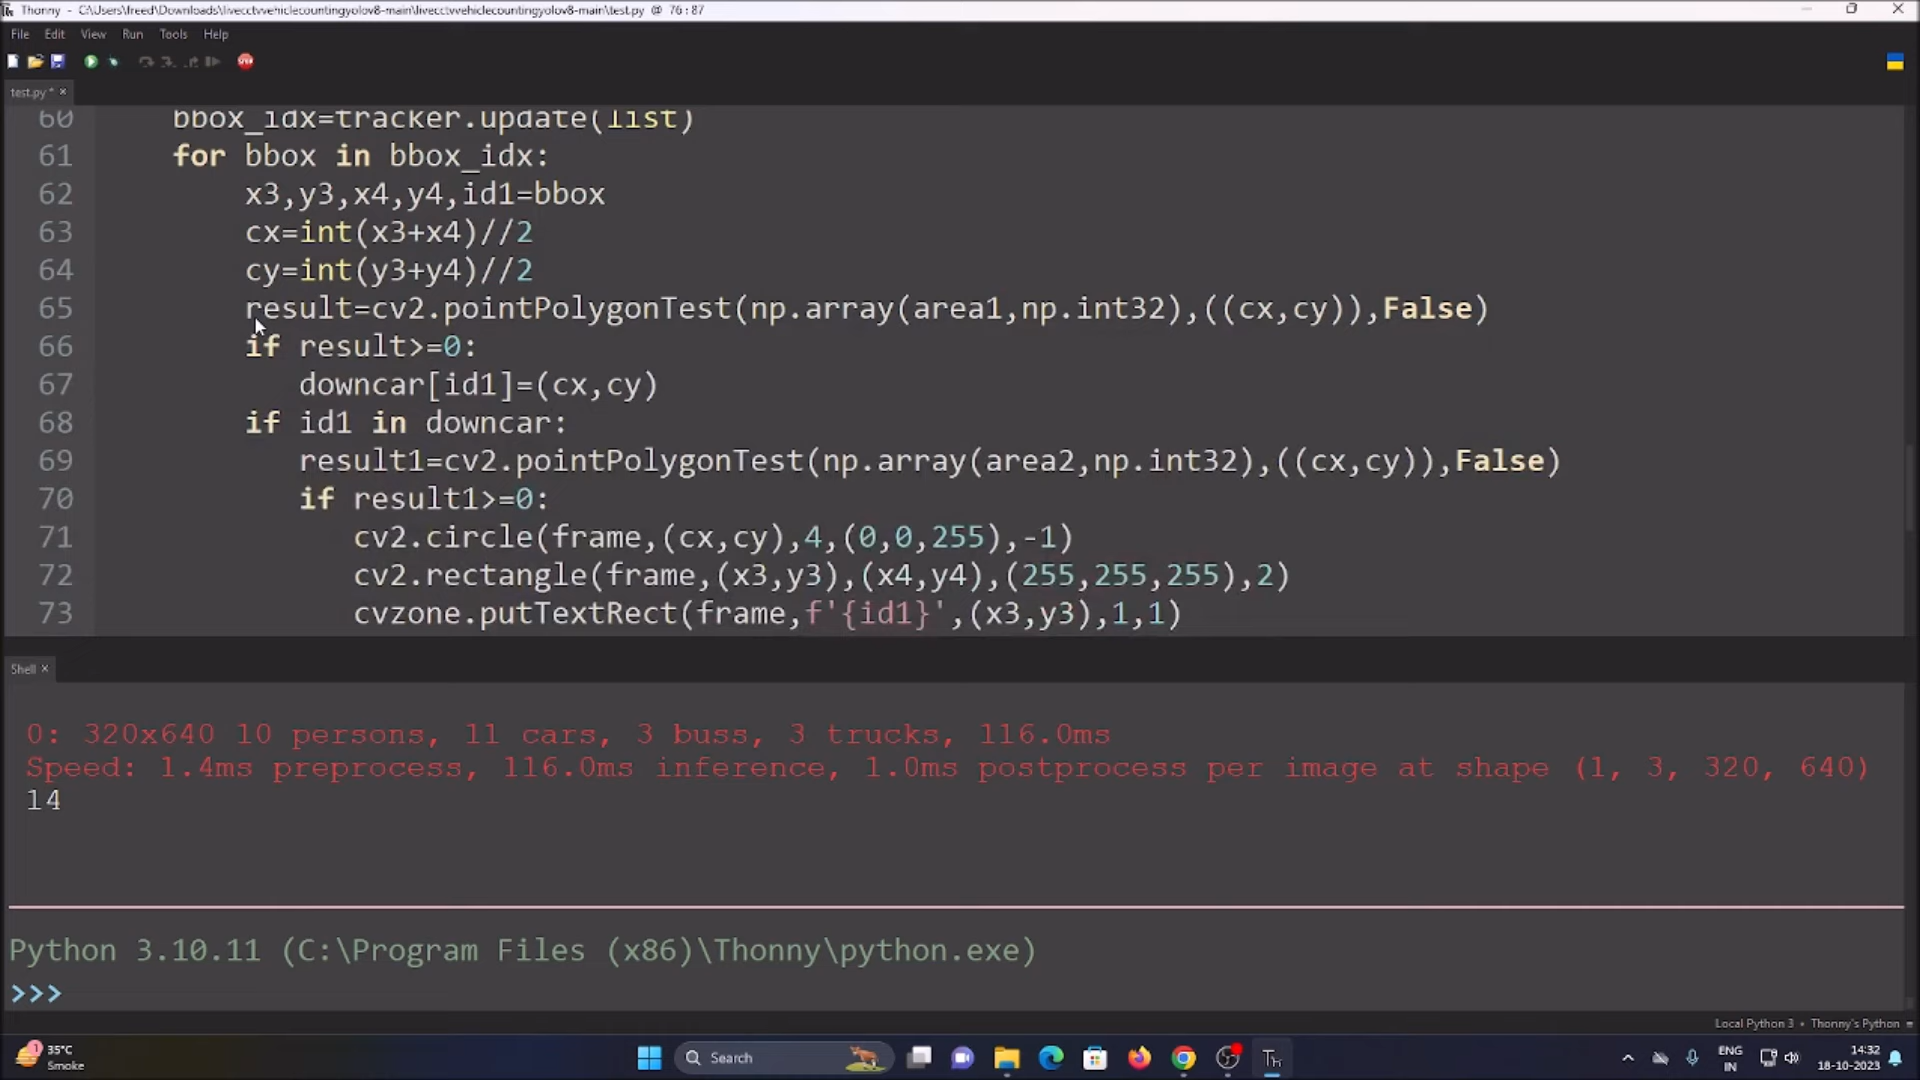 Thonny - C:\Users\freed\Downloads\livecctvvehiclecountingyolov8-main\livecctvvehiclecountingyolov8-main\test.py @ 76:87
File Edit View Run Tools Help
test.py *
60 bbox_idx=tracker.update(list)
61 for bbox in bbox_idx:
62 x3,y3,x4,y4,id1=bbox
63 cx=int(x3+x4)//2
64 cy=int(y3+y4)//2
65 result=cv2.pointPolygonTest(np.array(area1,np.int32),((cx,cy)),False)
66 if result>=0:
67 downcar[id1]=(cx,cy)
68 if id1 in downcar:
69 result1=cv2.pointPolygonTest(np.array(area2,np.int32),((cx,cy)),False)
70 if result1>=0:
71 cv2.circle(frame,(cx,cy),4,(0,0,255),-1)
72 cv2.rectangle(frame,(x3,y3),(x4,y4),(255,255,255),2)
73 cvzone.putTextRect(frame,f'{id1}',(x3,y3),1,1)
Shell
0: 320x640 10 persons, 11 cars, 3 buss, 3 trucks, 116.0ms
Speed: 1.4ms preprocess, 116.0ms inference, 1.0ms postprocess per image at shape (1, 3, 320, 640)
14
Python 3.10.11 (C:\Program Files (x86)\Thonny\python.exe)
>>>
Local Python 3 • Thonny's Python
1
35°C
Smoke
Search
Th
ENG
IN
14:32
18-10-2023